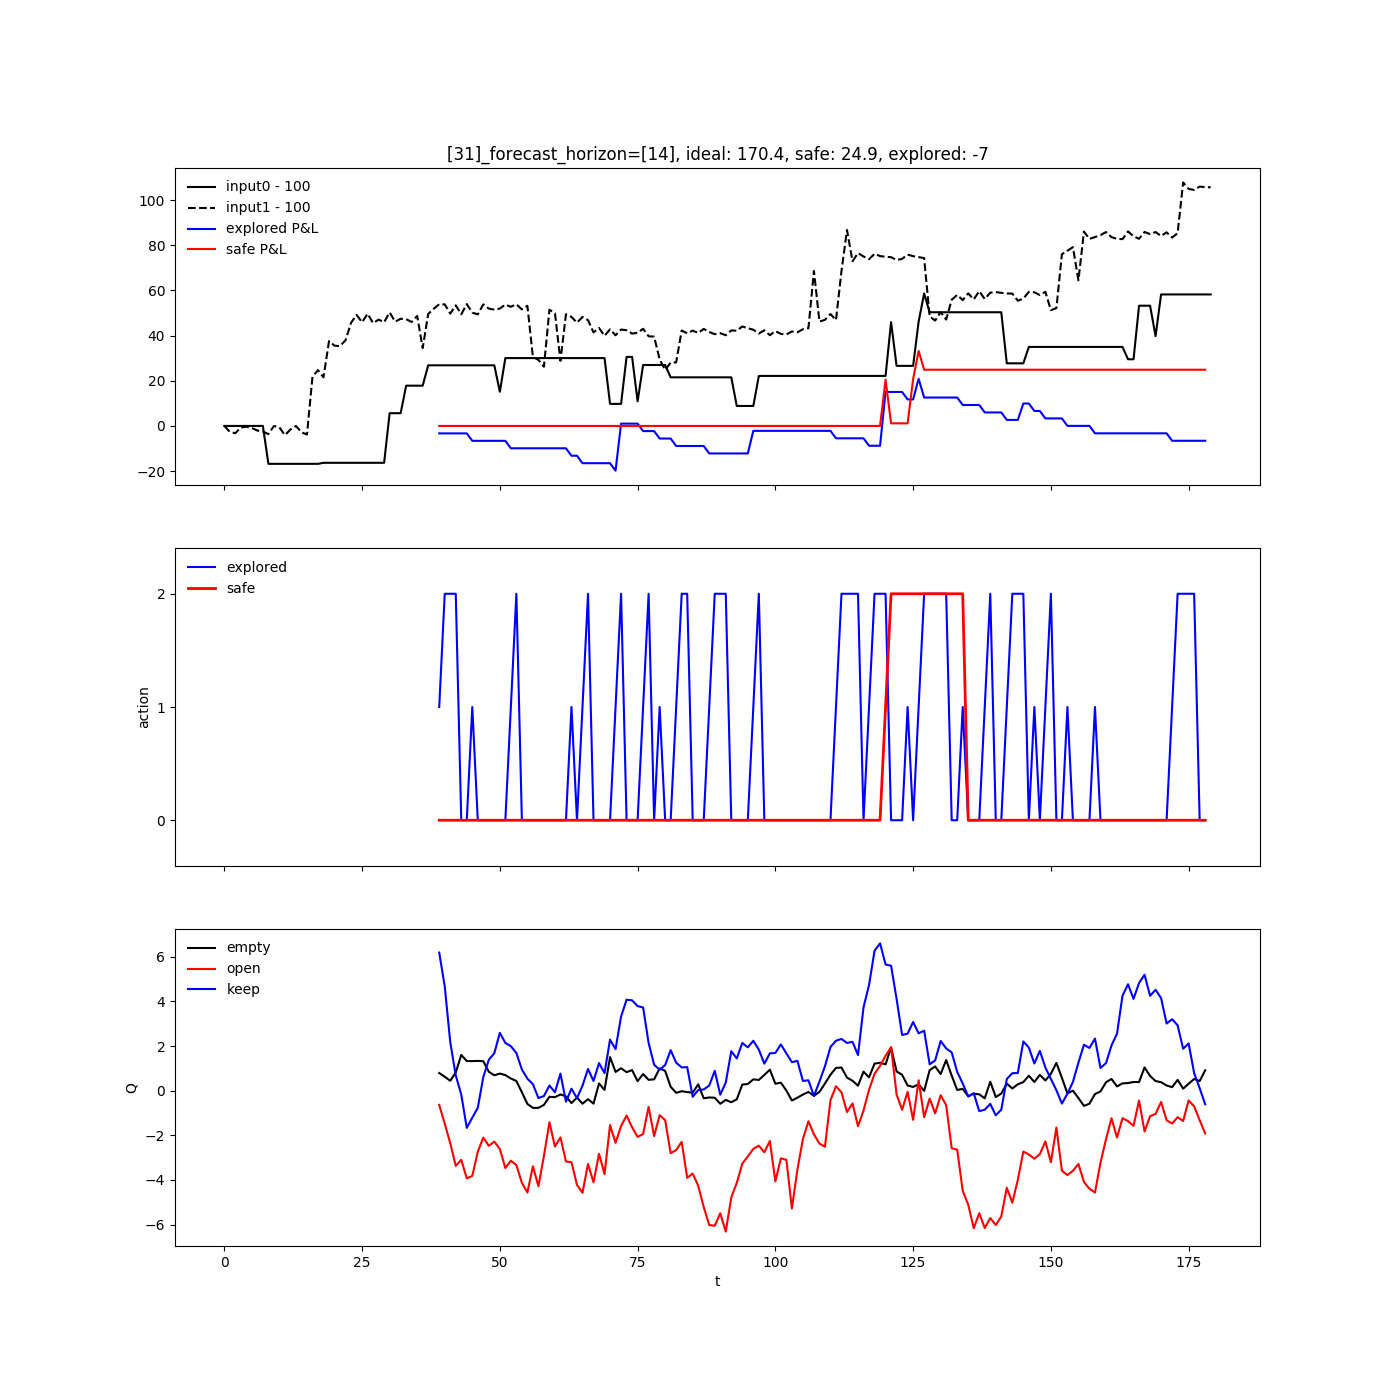 [31]_forecast_horizon=[14], ideal: 170.4, safe: 24.9, explored: -7
input0 - 100
input1 - 100
explored P&L
safe P&L
100
80
60
40
20
0
−20
explored
safe
2
1
0
action
empty
open
keep
6
4
2
0
−2
−4
−6
Q
0 25 50 75 100 125 150 175
t